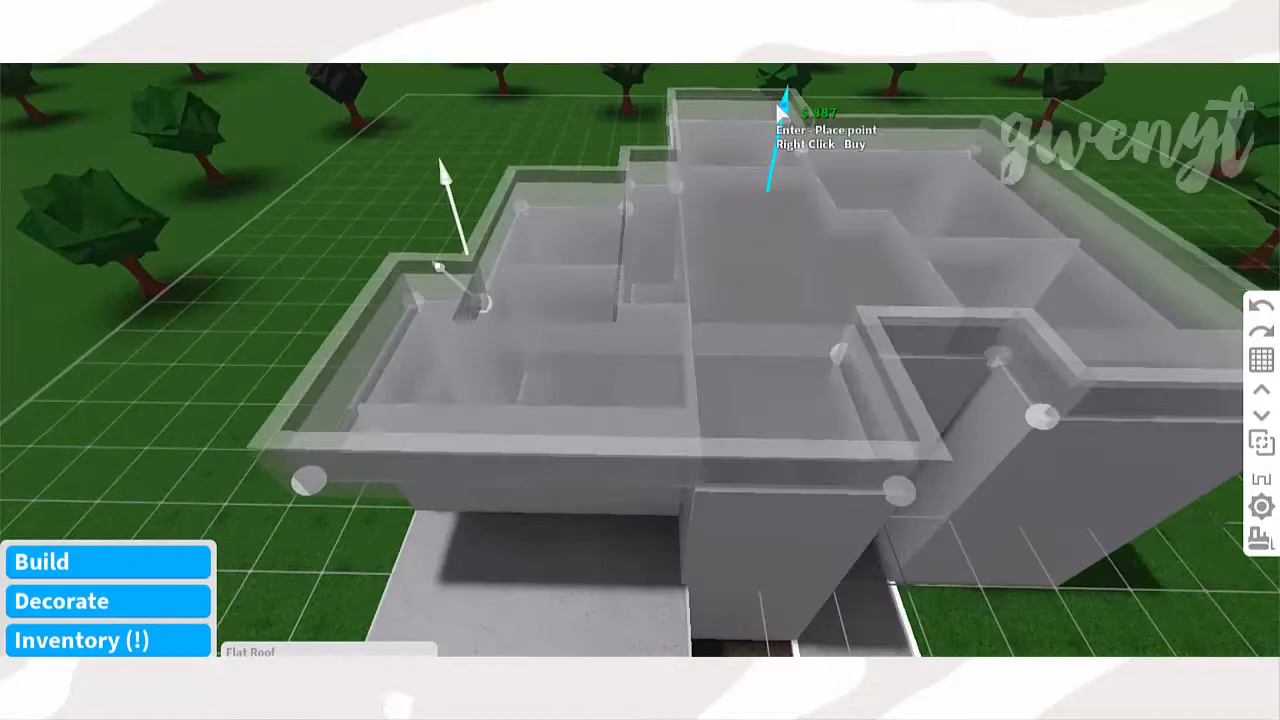 gwenyt
$ 887
Enter - Place point
Right Click - Buy
Build
Decorate
Inventory (!)
Flat Roof